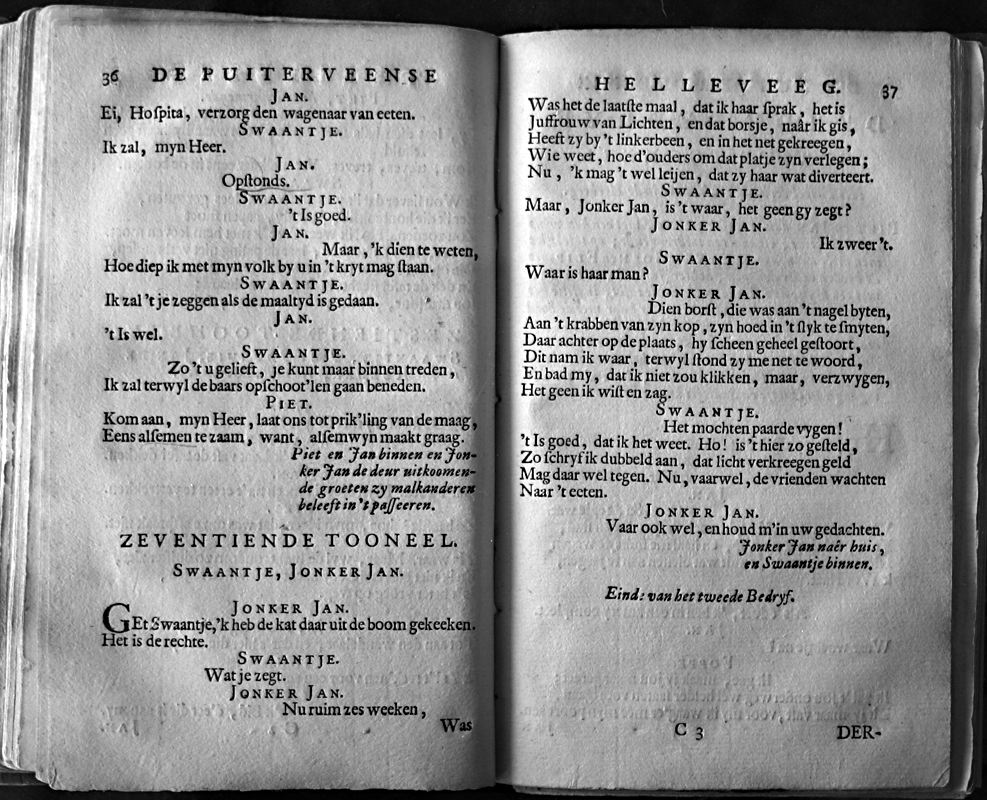 36 DE PUITERVEENSE
JAN.
Ei, Hospita, verzorg den wagenaar van eeten.
SWAANTJE.
Ik zal, myn Heer.
JAN.
Opſtonds.
SWAANTJE.
't Is goed.
JAN.
Maar, 'k dien te weten,
Hoe diep ik met myn volk by u in 't kryt mag ſtaan.
SWAANTJE.
Ik zal 't je zeggen als de maaltyd is gedaan.
JAN.
't Is wel.
SWAANTJE.
Zo 't u gelieft, je kunt maar binnen treden,
Ik zal terwyl de baars opſchoot'len gaan beneden.
PIET.
Kom aan, myn Heer, laat ons tot prik'ling van de maag,
Eens alſemen te zaam, want, alſemwyn maakt graag.
Piet en Jan binnen en Jon-
ker Jan de deur uitkoomen-
de groeten zy malkanderen
beleeft in 't paſſeeren.
ZEVENTIENDE TOONEEL.
SWAANTJE, JONKER JAN.
JONKER JAN.
GEt Swaantje, 'k heb de kat daar uit de boom gekeeken.
Het is de rechte.
SWAANTJE.
Wat je zegt.
JONKER JAN.
Nu ruim zes weeken,
Was
HELLEVEEG. 37
Was het de laatſte maal, dat ik haar ſprak, het is
Juffrouw van Lichten, en dat borsje, naâr ik gis,
Heeft zy by 't linkerbeen, en in het net gekreegen,
Wie weet, hoe d'ouders om dat platje zyn verlegen;
Nu, 'k mag 't wel leijen, dat zy haar wat diverteert.
SWAANTJE.
Maar, Jonker Jan, is 't waar, het geen gy zegt?
JONKER JAN.
Ik zweer 't.
SWAANTJE.
Waar is haar man?
JONKER JAN.
Dien borſt, die was aan 't nagel byten,
Aan 't krabben van zyn kop, zyn hoed in 't ſlyk te ſmyten,
Daar achter op de plaats, hy ſcheen geheel geſtoort,
Dit nam ik waar, terwyl ſtond zy me net te woord,
En bad my, dat ik niet zou klikken, maar, verzwygen,
Het geen ik wiſt en zag.
SWAANTJE.
Het mochten paarde vygen!
't Is goed, dat ik het weet. Ho! is 't hier zo geſteld,
Zo ſchryf ik dubbeld aan, dat licht verkreegen geld
Mag daar wel tegen. Nu, vaarwel, de vrienden wachten
Naar 't eeten.
JONKER JAN.
Vaar ook wel, en houd m'in uw gedachten.
Jonker Jan naêr huis,
en Swaantje binnen.
Einde van het tweede Bedryf.
C 3 DER-